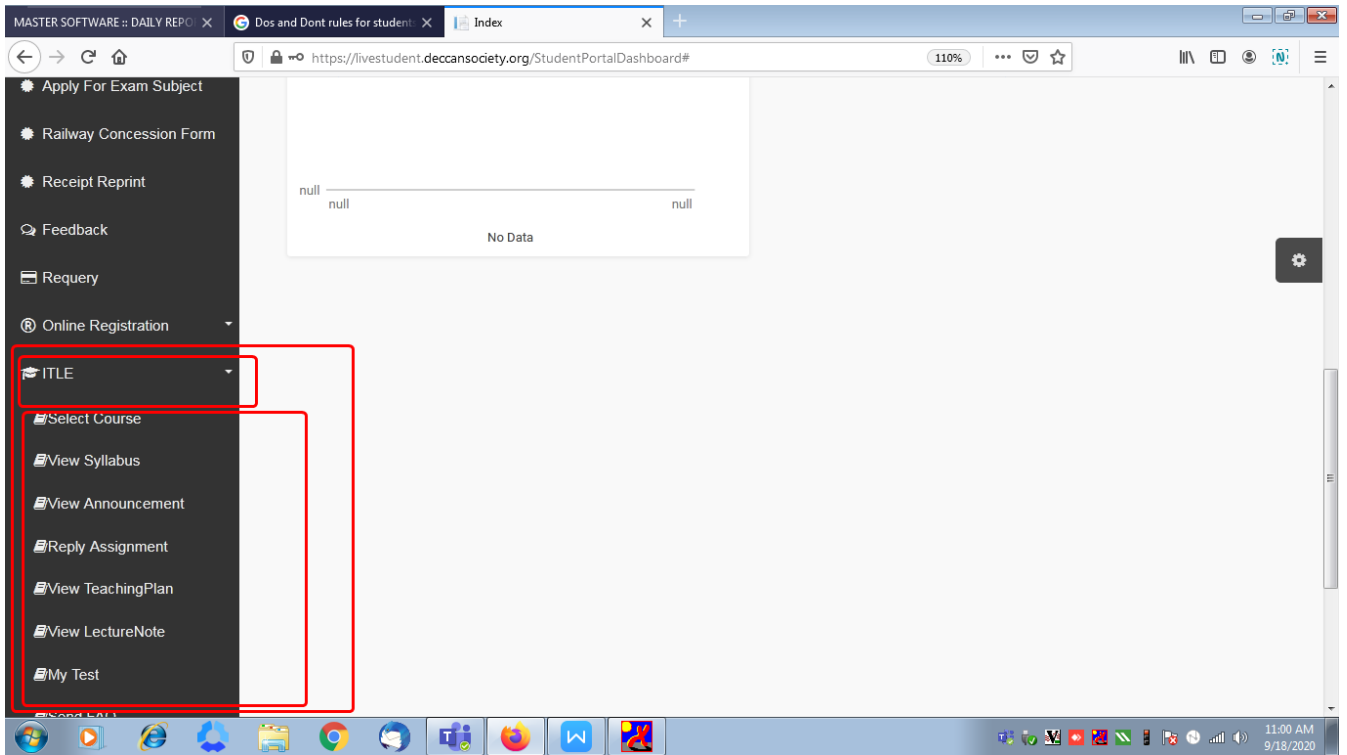 MASTER SOFTWARE :: DAILY REPO
Dos and Dont rules for student
Index
https://livestudent.deccansociety.org/StudentPortalDashboard#
110%
Apply For Exam Subject
Railway Concession Form
Receipt Reprint
Feedback
Requery
Online Registration
ITLE
Select Course
View Syllabus
View Announcement
Reply Assignment
View TeachingPlan
View LectureNote
My Test
Send FAQ
null
null null
No Data
11:00 AM
9/18/2020